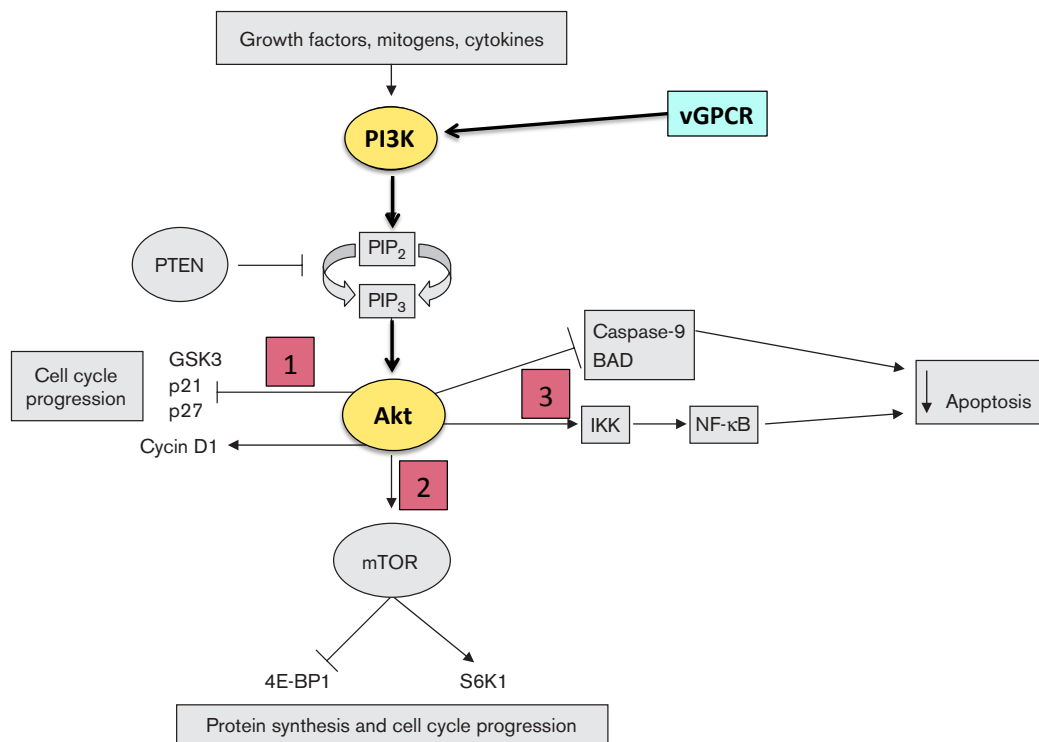 Growth factors, mitogens, cytokines
vGPCR
PI3K
PTEN
PIP₂
PIP₃
Cell cycle
progression
GSK3
p21
p27
Cycin D1
1
Akt
3
Caspase-9
BAD
IKK
NF-κB
↓ Apoptosis
2
mTOR
4E-BP1
S6K1
Protein synthesis and cell cycle progression